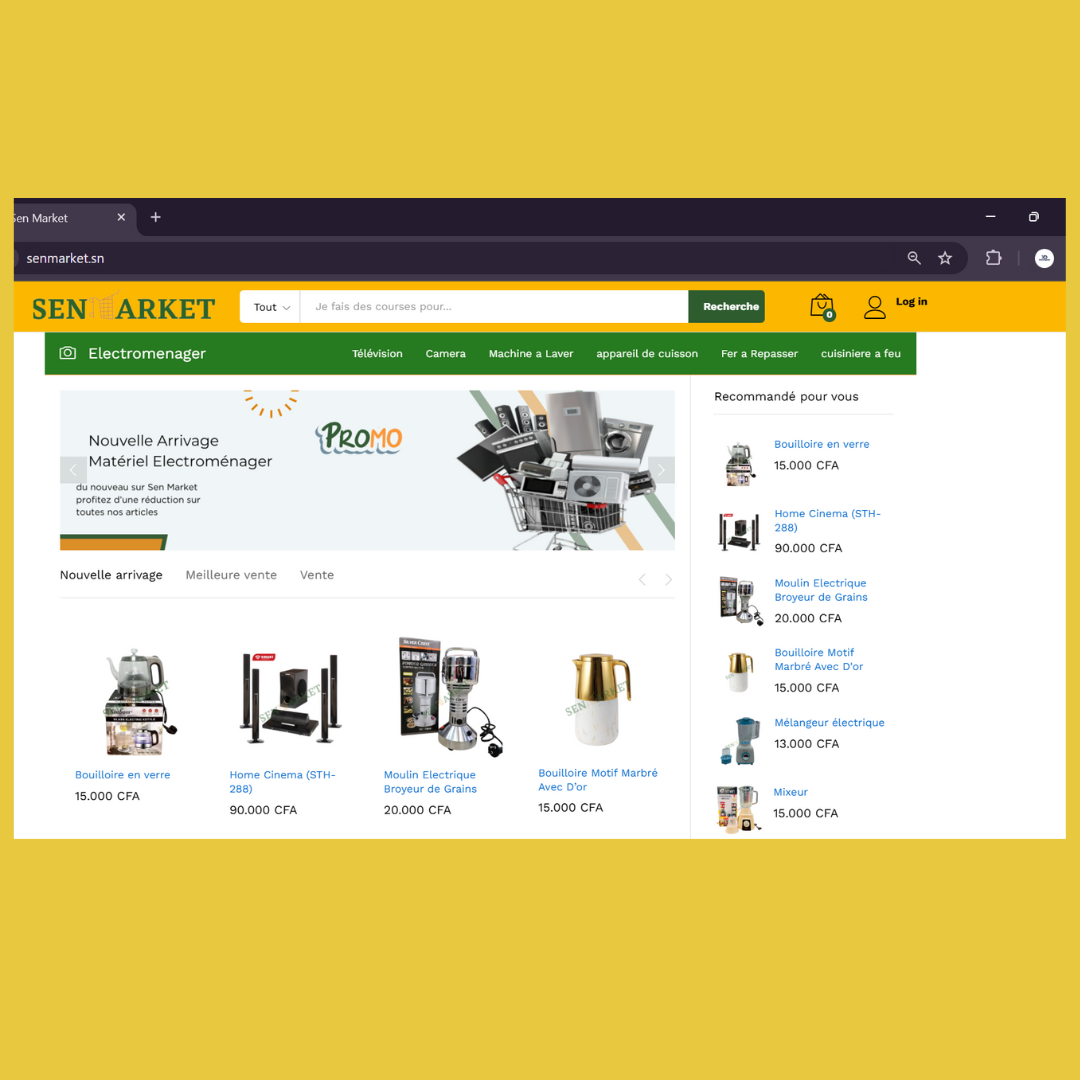 Sen Market
senmarket.sn
SEN MARKET
Tout
Je fais des courses pour...
Recherche
0
Log in
Electromenager
Télévision
Camera
Machine a Laver
appareil de cuisson
Fer a Repasser
cuisiniere a feu
Nouvelle Arrivage
Matériel Electroménager
du nouveau sur Sen Market
profitez d'une réduction sur
toutes nos articles
PROMO
Nouvelle arrivage
Meilleure vente
Vente
Bouilloire en verre
15.000 CFA
Home Cinema (STH-
288)
90.000 CFA
Moulin Electrique
Broyeur de Grains
20.000 CFA
SEN MARKET
Bouilloire Motif Marbré
Avec D'or
15.000 CFA
Recommandé pour vous
Bouilloire en verre
15.000 CFA
Home Cinema (STH-
288)
90.000 CFA
Moulin Electrique
Broyeur de Grains
20.000 CFA
Bouilloire Motif
Marbré Avec D'or
15.000 CFA
Mélangeur électrique
13.000 CFA
Mixeur
15.000 CFA